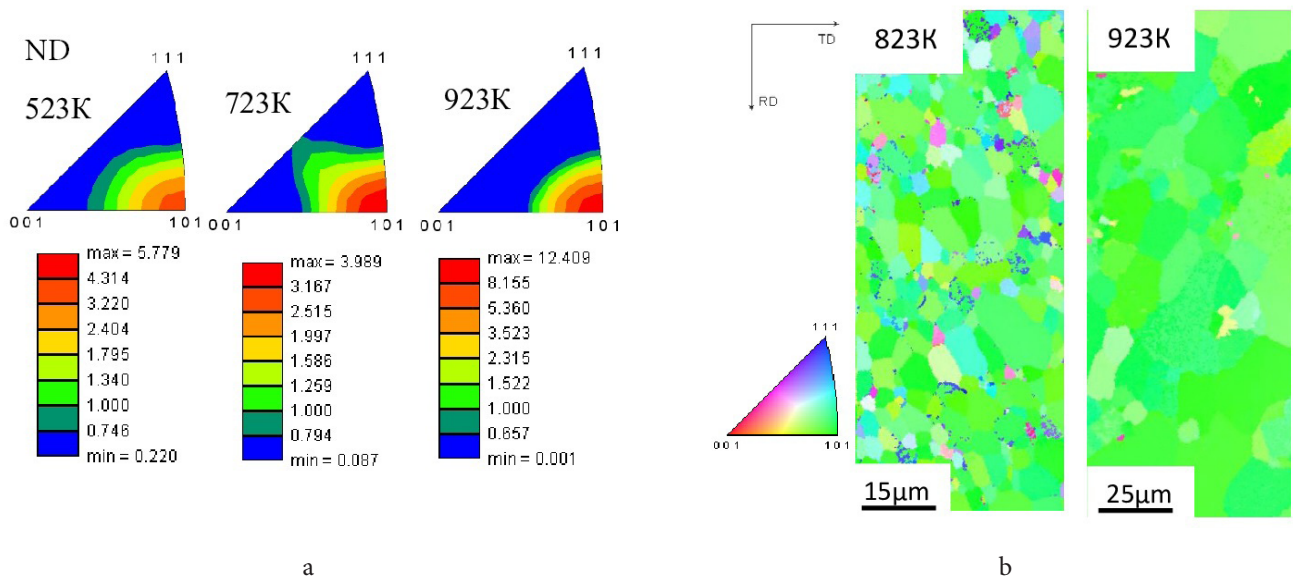 ND
523K
111
001
101
max = 5.779
4.314
3.220
2.404
1.795
1.340
1.000
0.746
min = 0.220
723K
111
001
101
max = 3.989
3.167
2.515
1.997
1.586
1.259
1.000
0.794
min = 0.087
923K
111
001
101
max = 12.409
8.155
5.360
3.523
2.315
1.522
1.000
0.657
min = 0.001
a
TD
RD
823K
923K
111
001
101
15μm
25μm
b